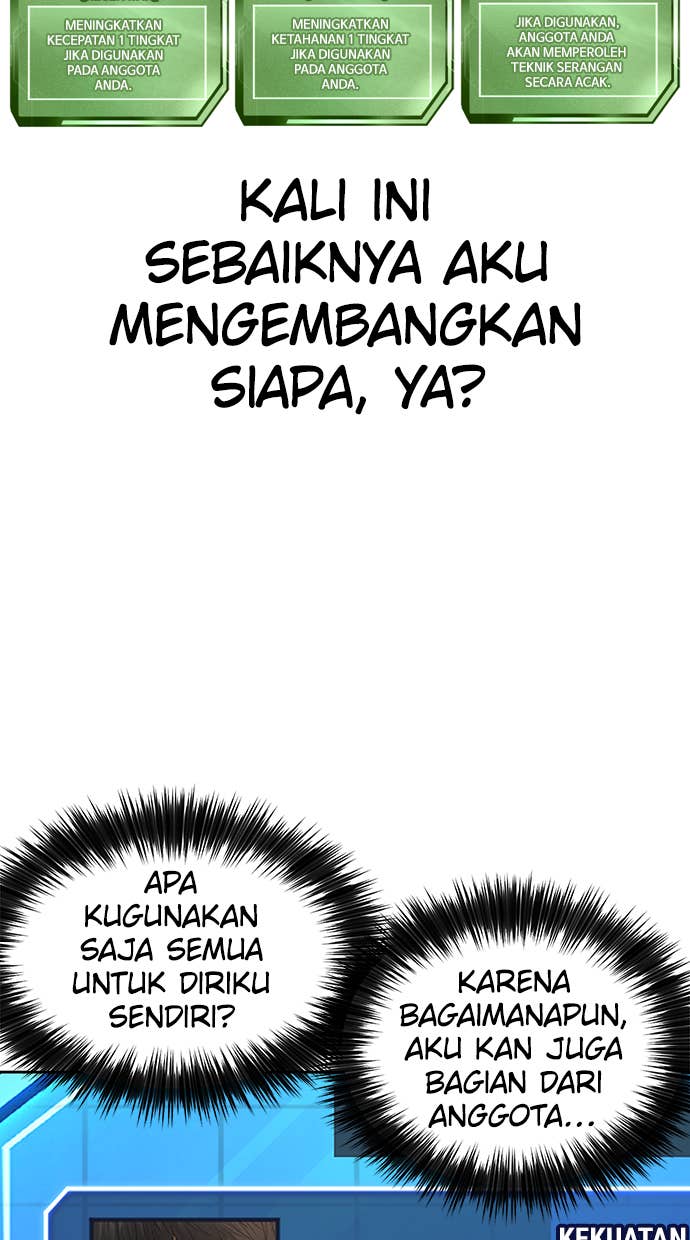 MENINGKATKAN
KECEPATAN 1 TINGKAT
JIKA DIGUNAKAN
PADA ANGGOTA
ANDA.
MENINGKATKAN
KETAHANAN 1 TINGKAT
JIKA DIGUNAKAN
PADA ANGGOTA
ANDA.
JIKA DIGUNAKAN,
ANGGOTA ANDA
AKAN MEMPEROLEH
TEKNIK SERANGAN
SECARA ACAK.
KALI INI
SEBAIKNYA AKU
MENGEMBANGKAN
SIAPA, YA?
APA
KUGUNAKAN
SAJA SEMUA
UNTUK DIRIKU
SENDIRI?
KARENA
BAGAIMANAPUN,
AKU KAN JUGA
BAGIAN DARI
ANGGOTA...
KEKUATAN